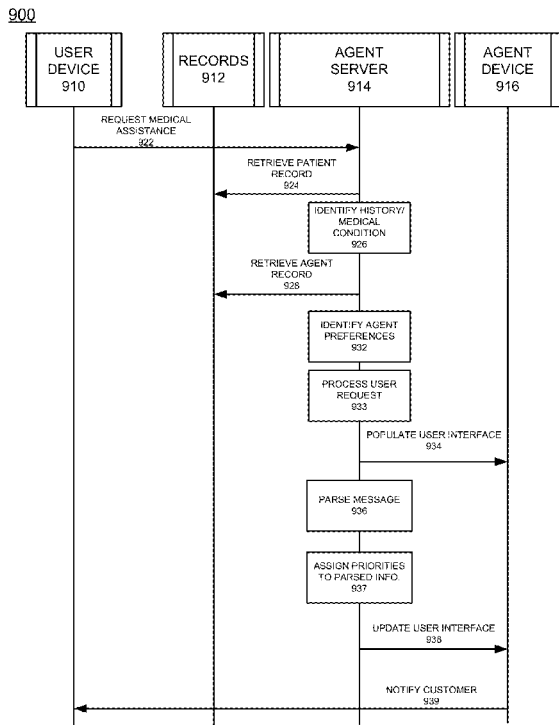 900
USER
DEVICE
910
RECORDS
912
AGENT
SERVER
914
AGENT
DEVICE
916
REQUEST MEDICAL
ASSISTANCE
922
RETRIEVE PATIENT
RECORD
924
IDENTIFY HISTORY/
MEDICAL
CONDITION
926
RETRIEVE AGENT
RECORD
928
IDENTIFY AGENT
PREFERENCES
932
PROCESS USER
REQUEST
933
POPULATE USER INTERFACE
934
PARSE MESSAGE
936
ASSIGN PRIORITIES
TO PARSED INFO.
937
UPDATE USER INTERFACE
938
NOTIFY CUSTOMER
939